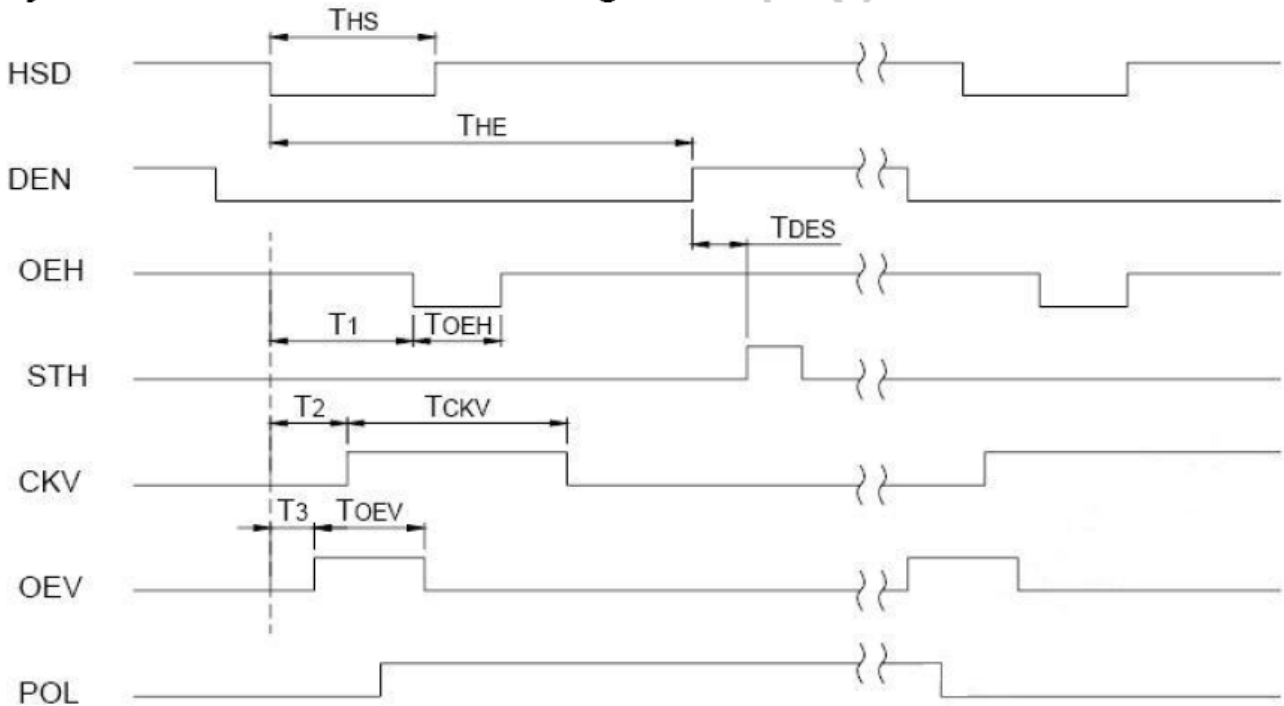 THS
HSD
THE
DEN
TDES
OEH
T1 TOEH
STH
T2 TCKV
CKV
T3 TOEV
OEV
POL